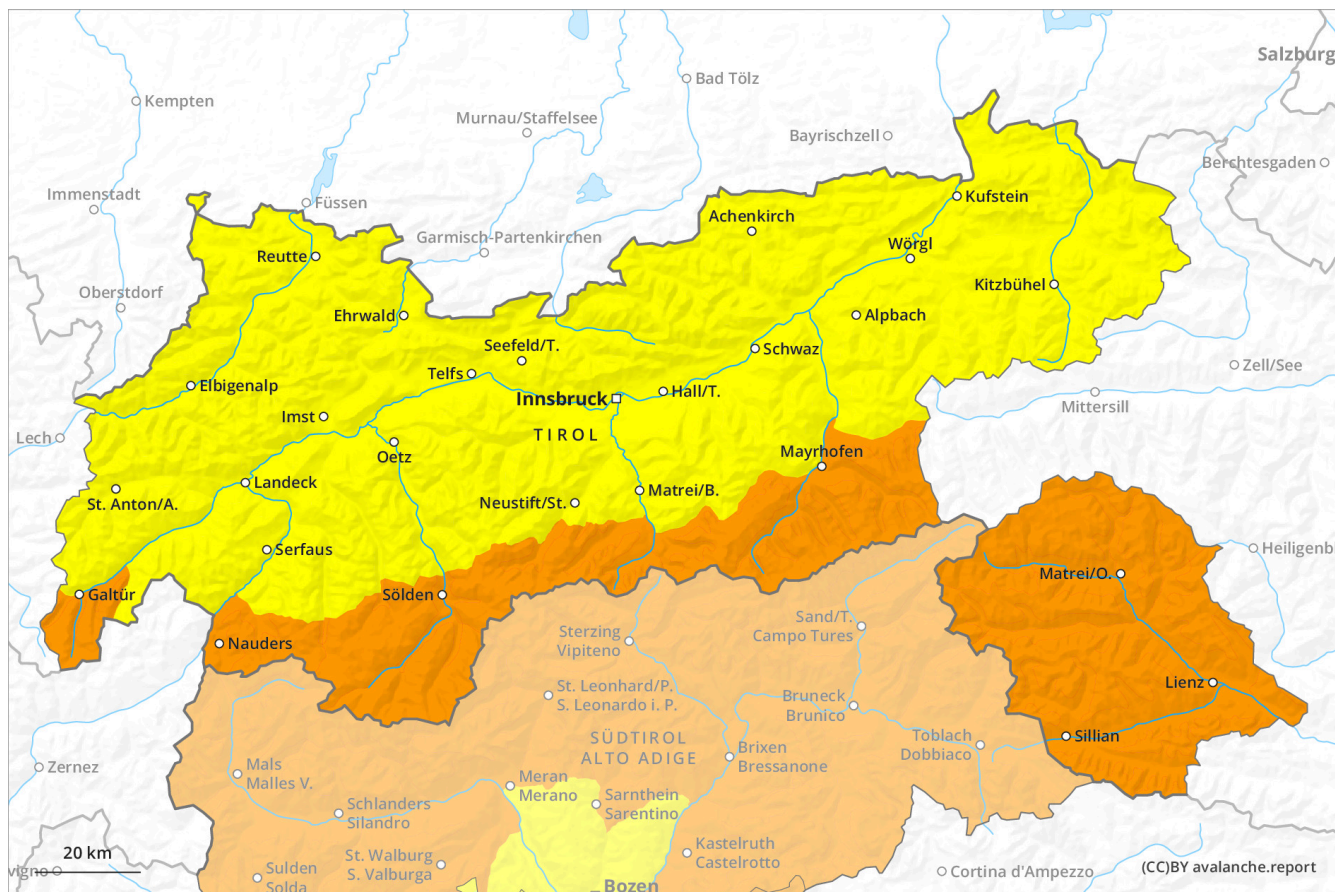 Salzburg
Bad Tölz
Kempten
Murnau/Staffelsee
Bayrischzell
Berchtesgaden
Immenstadt
Füssen
Kufstein
Achenkirch
Garmisch-Partenkirchen
Wörgl
Reutte
Kitzbühel
Oberstdorf
Ehrwald
Alpbach
Seefeld/T.
Schwaz
Zell/See
Telfs
Elbigenalp
Hall/T.
Innsbruck
Mittersill
Imst
TIROL
Lech
Oetz
Mayrhofen
Landeck
Matrei/B.
St. Anton/A.
Neustift/St.
Serfaus
Heiligenb
Matrei/O.
Galtür
Sölden
Sand/T.
Campo Tures
Sterzing
Vipiteno
Nauders
Lienz
St. Leonhard/P.
S. Leonardo i. P.
Bruneck
Brunico
SÜDTIROL
ALTO ADIGE
Toblach
Dobbiaco
Sillian
Brixen
Bressanone
Zernez
Mals
Malles V.
Meran
Merano
Sarnthein
Sarentino
Schlanders
Silandro
Kastelruth
Castelrotto
20 km
St. Walburg
S. Valburga
vigno
Sulden
Solda
Cortina d'Ampezzo
(CC)BY avalanche.report
Bozen